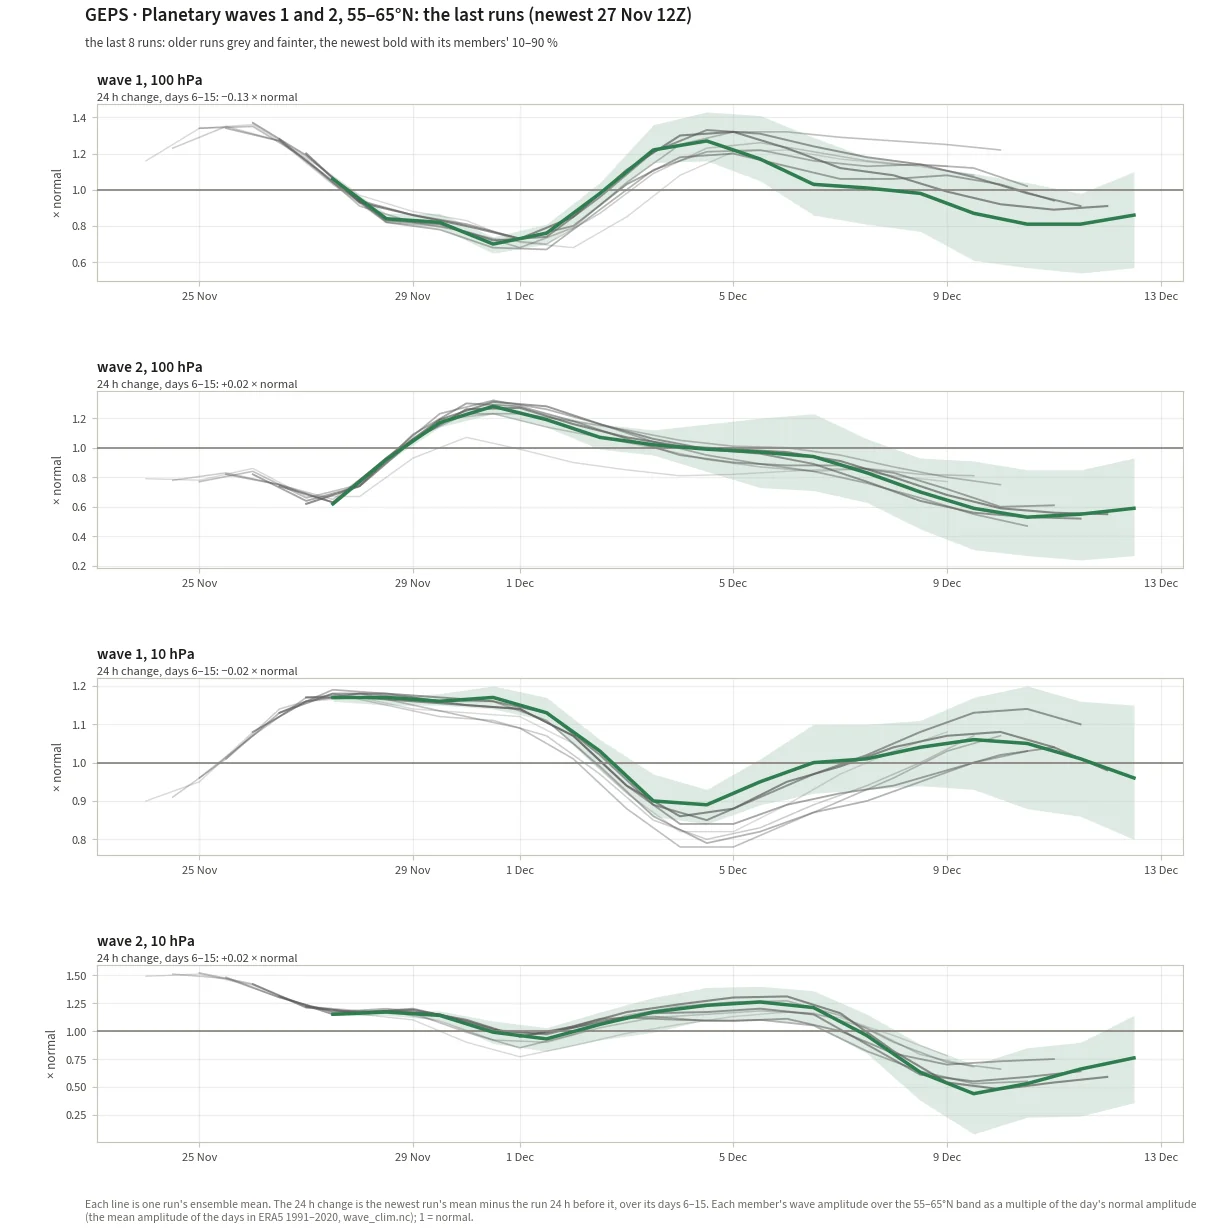 GEPS · Planetary waves 1 and 2, 55–65°N: the last runs (newest 27 Nov 12Z)
the last 8 runs: older runs grey and fainter, the newest bold with its members' 10–90 %
wave 1, 100 hPa
24 h change, days 6–15: −0.13 × normal
1.4
1.2
1.0
0.8
0.6
× normal
25 Nov
29 Nov
1 Dec
5 Dec
9 Dec
13 Dec
wave 2, 100 hPa
24 h change, days 6–15: +0.02 × normal
1.2
1.0
0.8
0.6
0.4
0.2
× normal
25 Nov
29 Nov
1 Dec
5 Dec
9 Dec
13 Dec
wave 1, 10 hPa
24 h change, days 6–15: −0.02 × normal
1.2
1.1
1.0
0.9
0.8
× normal
25 Nov
29 Nov
1 Dec
5 Dec
9 Dec
13 Dec
wave 2, 10 hPa
24 h change, days 6–15: +0.02 × normal
1.50
1.25
1.00
0.75
0.50
0.25
× normal
25 Nov
29 Nov
1 Dec
5 Dec
9 Dec
13 Dec
Each line is one run's ensemble mean. The 24 h change is the newest run's mean minus the run 24 h before it, over its days 6–15. Each member's wave amplitude over the 55–65°N band as a multiple of the day's normal amplitude
(the mean amplitude of the days in ERA5 1991–2020, wave_clim.nc); 1 = normal.